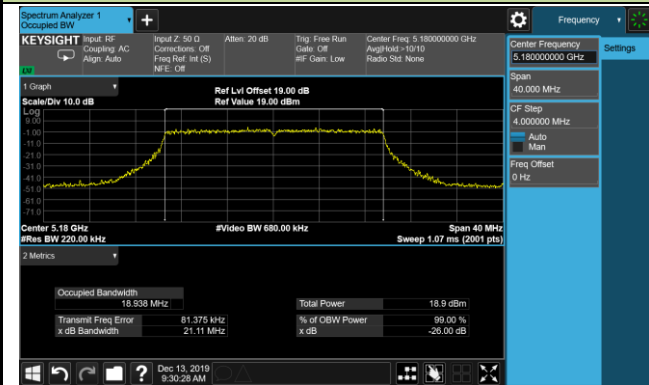 Spectrum Analyzer 1
Occupied BW
Frequency
KEYSIGHT
Input: RF
Coupling: AC
Align: Auto
Input Z: 50 Ω
Corrections: Off
Freq Ref: Int (S)
NFE: Off
Atten: 20 dB
Trig: Free Run
Gate: Off
#IF Gain: Low
Center Freq: 5.180000000 GHz
Avg|Hold:>10/10
Radio Std: None
1 Graph
Scale/Div 10.0 dB
Ref Lvl Offset 19.00 dB
Ref Value 19.00 dBm
Log
9.00
-1.00
-11.0
-21.0
-31.0
-41.0
-51.0
-61.0
-71.0
Center 5.18 GHz
#Video BW 680.00 kHz
Span 40 MHz
#Res BW 220.00 kHz
Sweep 1.07 ms (2001 pts)
2 Metrics
Occupied Bandwidth
18.938 MHz
Total Power
18.9 dBm
Transmit Freq Error
81.375 kHz
% of OBW Power
99.00 %
x dB Bandwidth
21.11 MHz
x dB
-26.00 dB
Dec 13, 2019
9:30:28 AM
Center Frequency
5.180000000 GHz
Settings
Span
40.000 MHz
CF Step
4.000000 MHz
Auto
Man
Freq Offset
0 Hz